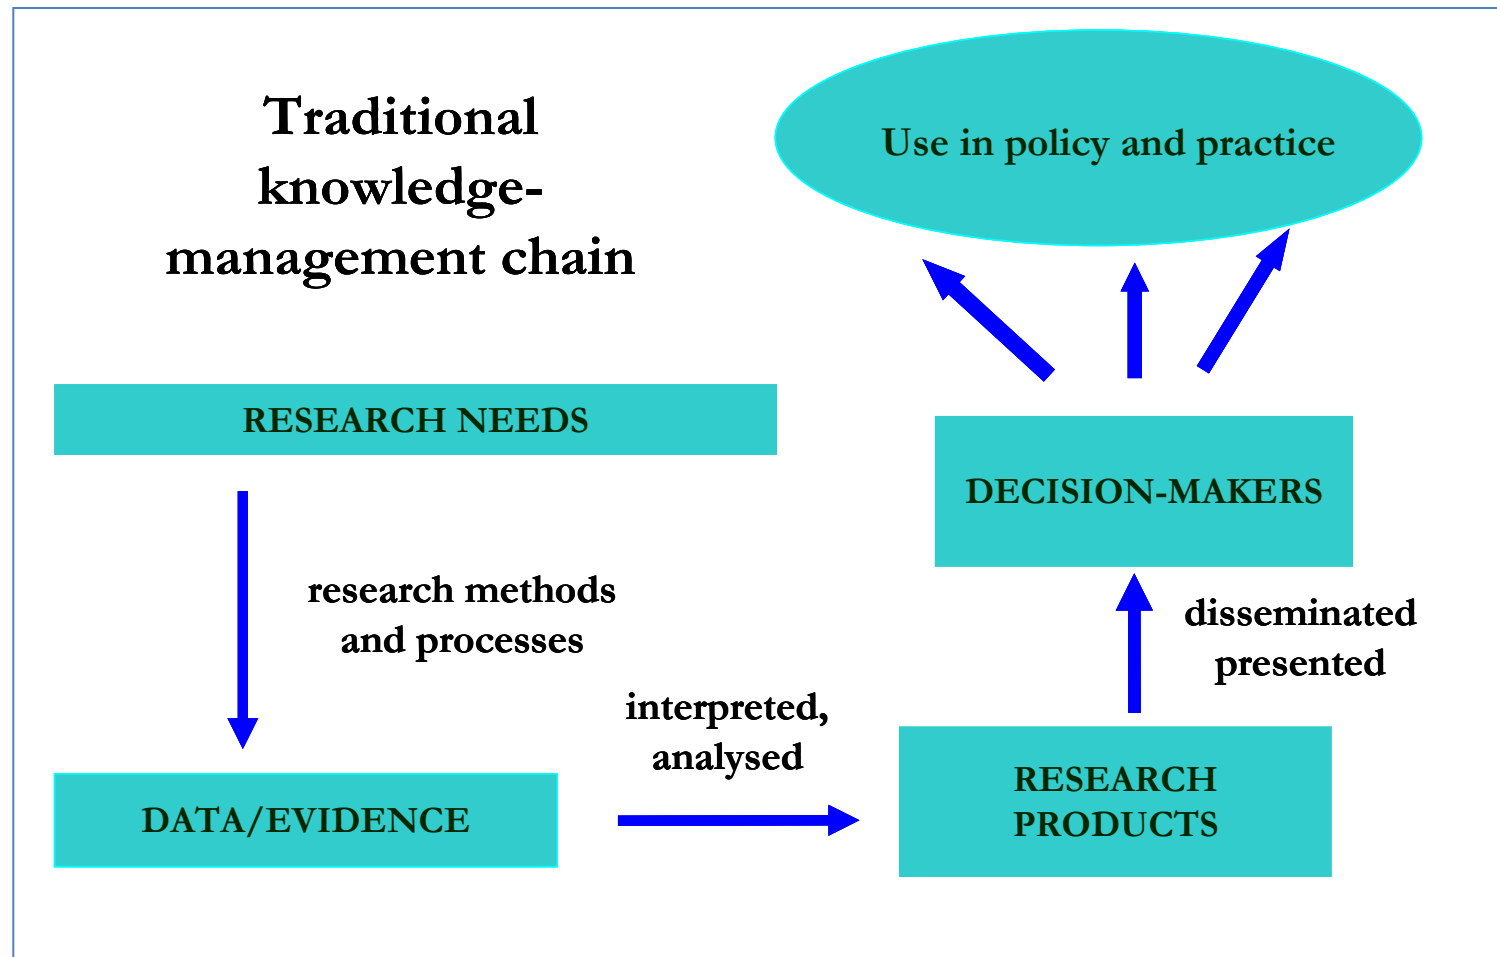 Traditional
knowledge-
management chain
Use in policy and practice
RESEARCH NEEDS
DECISION-MAKERS
research methods
and processes
disseminated
presented
interpreted,
analysed
DATA/EVIDENCE
RESEARCH
PRODUCTS